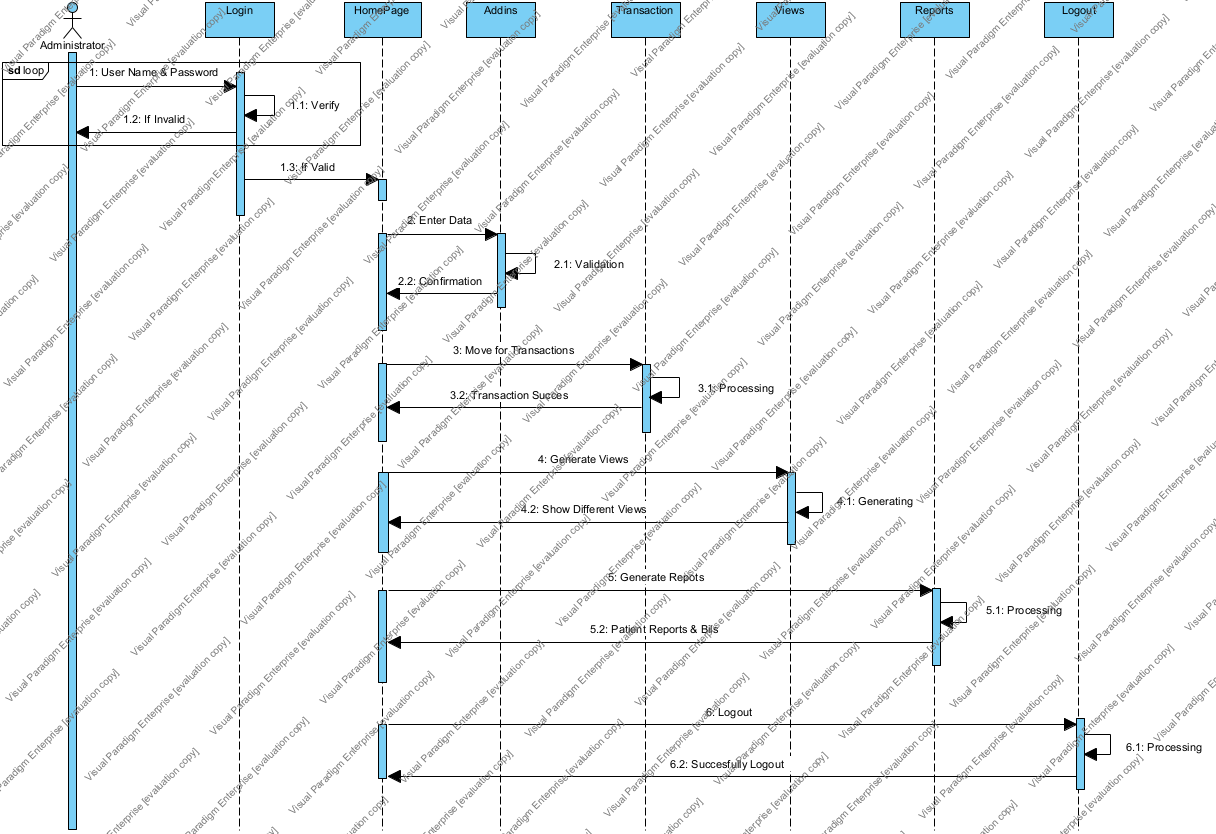 Login
HomePage
Addins
Transaction
Views
Reports
Logout
Administrator
sd loop
1: User Name & Password
1.1: Verify
1.2: If Invalid
1.3: If Valid
2: Enter Data
2.1: Validation
2.2: Confirmation
3: Move for Transactions
3.1: Processing
3.2: Transaction Succes
4: Generate Views
4.1: Generating
4.2: Show Different Views
5: Generate Repots
5.1: Processing
5.2: Patient Reports & Bils
6: Logout
6.1: Processing
6.2: Succesfully Logout
Visual Paradigm Enterprise [evaluation copy]